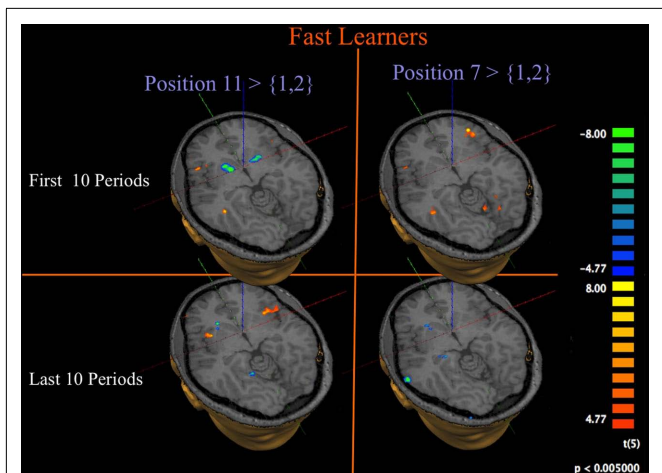 Fast Learners
Position 11 > {1,2}
Position 7 > {1,2}
First 10 Periods
Last 10 Periods
−8.00
−4.77
8.00
4.77
t(5)
p < 0.005000